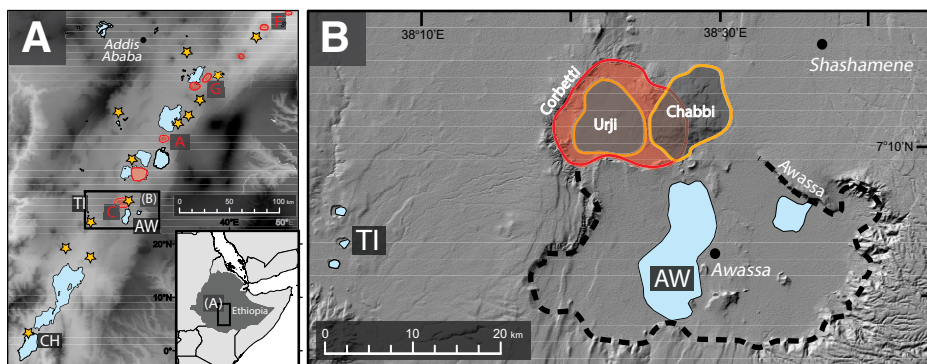 A
Addis
Ababa
F
G
A
TI
(B)
C
AW
0 50 100 km
40°E
50°E
20°N
10°N
0°N
(A)
Ethiopia
CH
B
38°10'E
38°30'E
Shashamene
Corbetti
Urji
Chabbi
7°10'N
Awassa
TI
AW
Awassa
0 10 20
km